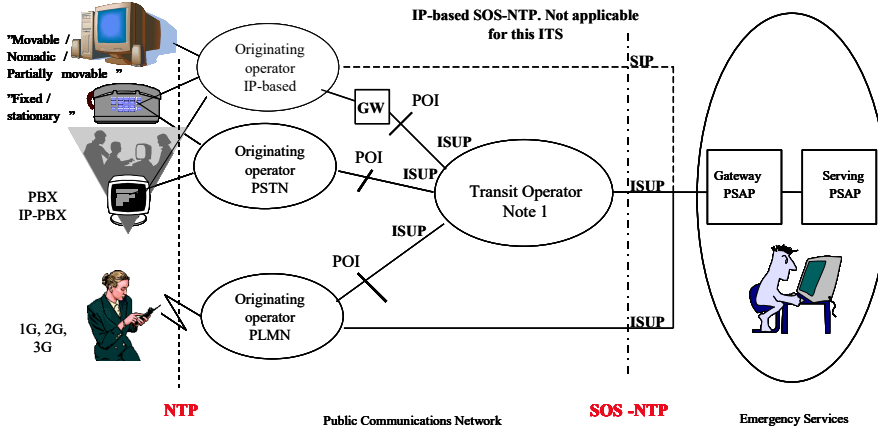 IP-based SOS-NTP. Not applicable
for this ITS
"Movable /
Nomadic /
Partially movable "
Originating
operator
IP-based
SIP
"Fixed /
stationary "
GW
POI
ISUP
Originating
operator
PSTN
POI
ISUP
Transit Operator
Note 1
ISUP
Gateway
PSAP
Serving
PSAP
PBX
IP-PBX
ISUP
POI
Originating
operator
PLMN
ISUP
1G, 2G,
3G
NTP
Public Communications Network
SOS -NTP
Emergency Services